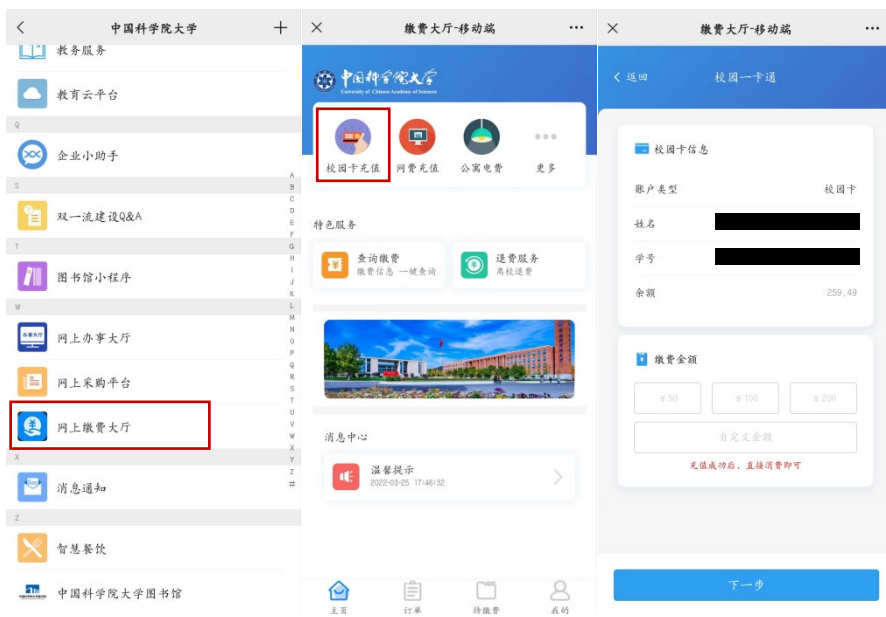 中国科学院大学
教务服务
教育云平台
Q
企业小助手
S
双一流建设Q&A
T
图书馆小程序
W
办事大厅
网上办事大厅
网上采购平台
网上缴费大厅
X
消息通知
Z
智慧餐饮
中国科学院大学图书馆
A
B
C
D
E
F
G
H
I
J
K
L
M
N
O
P
Q
R
S
T
U
V
W
X
Y
Z
#
缴费大厅-移动端
中国科学院大学
University of Chinese Academy of Sciences
校园卡充值
网费充值
公寓电费
更多
特色服务
查询缴费
缴费信息 一键查询
退费服务
离校退费
消息中心
温馨提示
2022-03-25 17:46:32
主页
订单
待缴费
我的
缴费大厅-移动端
返回
校园一卡通
校园卡信息
账户类型
校园卡
姓名
学号
余额
259.49
缴费金额
¥50
¥100
¥200
自定义金额
充值成功后，直接消费即可
下一步